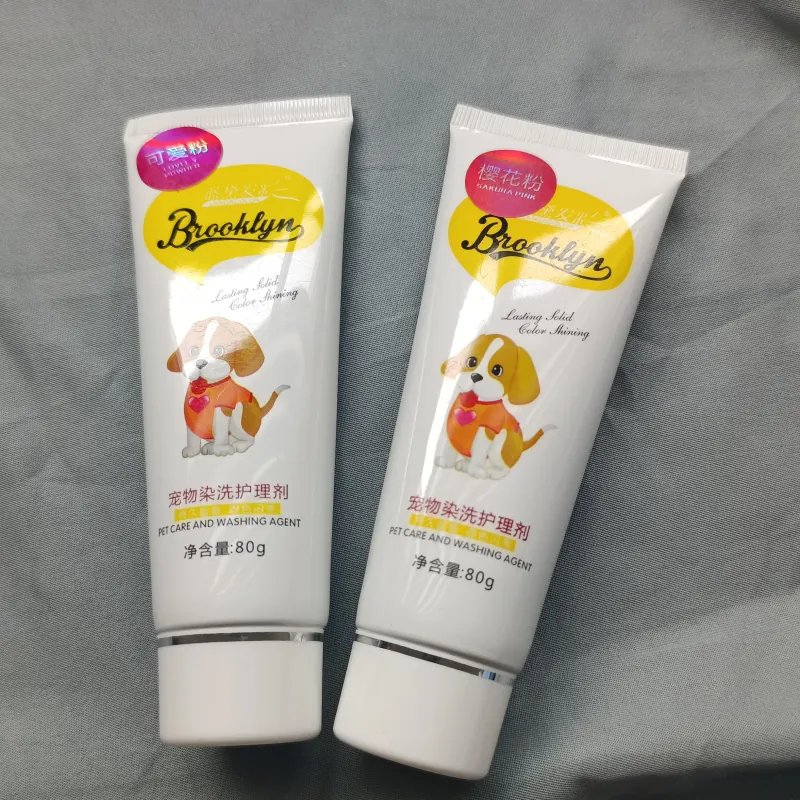 可爱粉
LOVELY
POWDER
Brooklyn
Lasting Solid
Color Shining
宠物染洗护理剂
PET CARE AND WASHING AGENT
净含量:80g
樱花粉
SAKURA PINK
Brooklyn
Lasting Solid
Color Shining
宠物染洗护理剂
PET CARE AND WASHING AGENT
净含量:80g